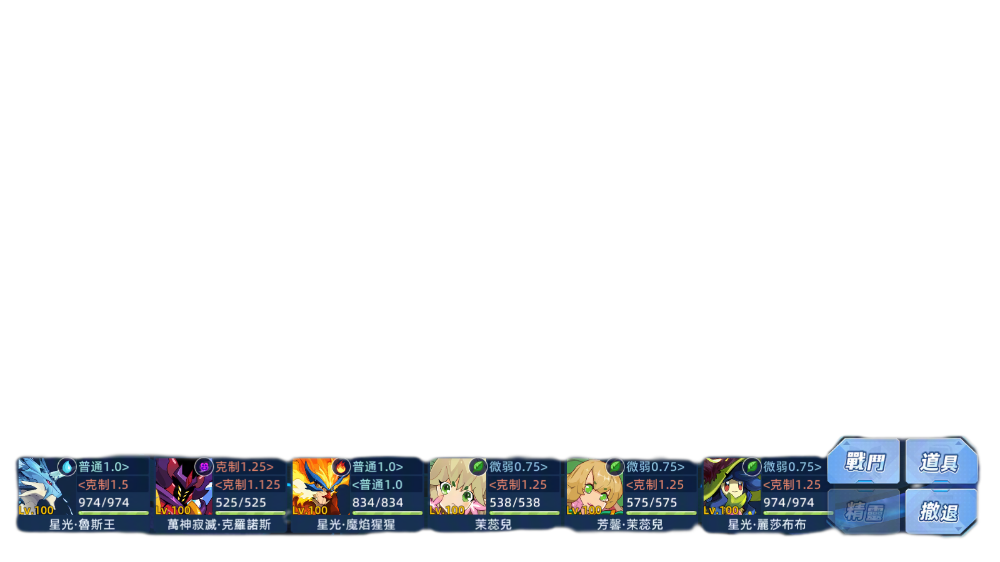 普通1.0>
<克制1.5
974/974
Lv.100
星光·魯斯王
克制1.25>
<克制1.125
525/525
Lv.100
萬神寂滅·克羅諾斯
普通1.0>
<普通1.0
834/834
Lv.100
星光·魔焰猩猩
微弱0.75>
<克制1.25
538/538
Lv.100
茉蕊兒
微弱0.75>
<克制1.25
575/575
Lv.100
芳馨·茉蕊兒
微弱0.75>
<克制1.25
974/974
Lv.100
星光·麗莎布布
戰鬥
道具
精靈
撤退